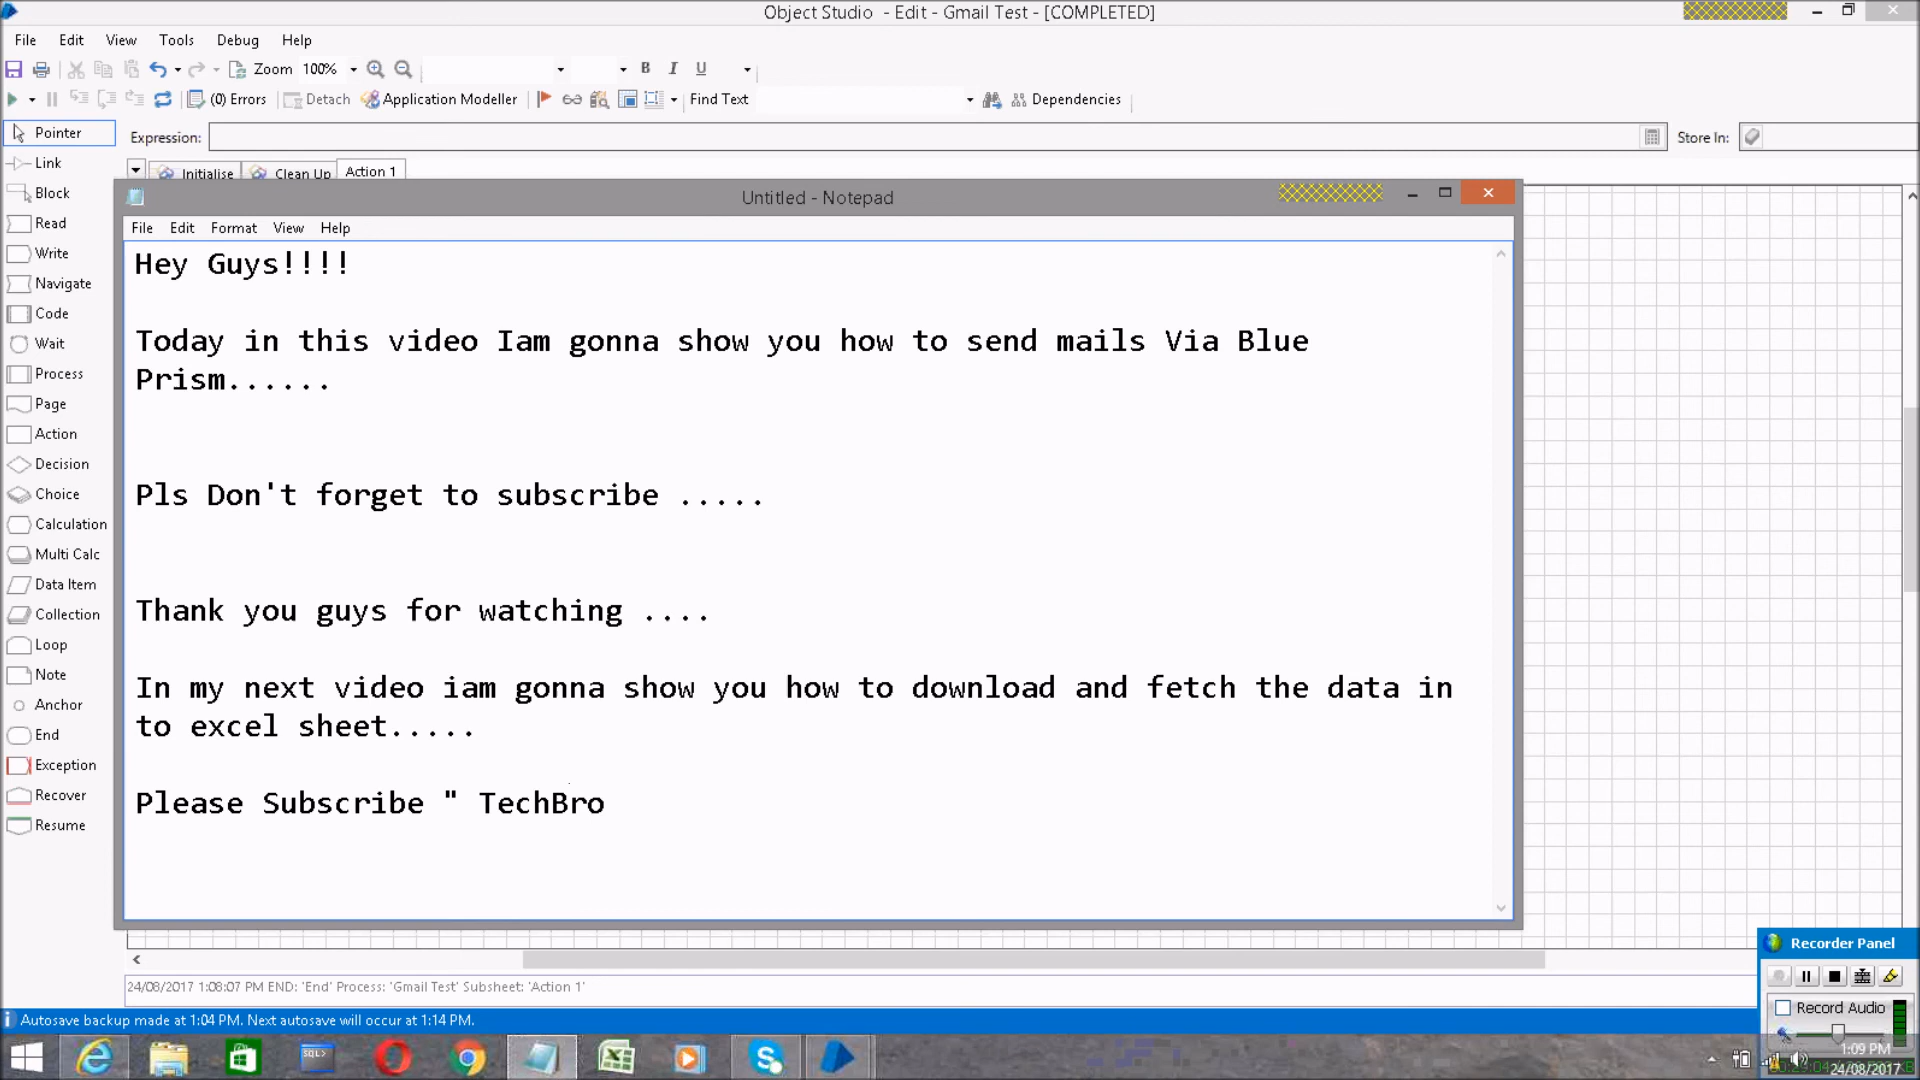 Object Studio - Edit - Gmail Test - [COMPLETED]
File Edit View Tools Debug Help
Zoom 100% B I U
(0) Errors Detach Application Modeller Find Text Dependencies
Pointer Expression: Store In:
Initialise Clean Up Action 1
Link
Block
Read
Write
Navigate
Code
Wait
Process
Page
Action
Decision
Choice
Calculation
Multi Calc
Data Item
Collection
Loop
Note
Anchor
End
Exception
Recover
Resume
Untitled - Notepad
File Edit Format View Help
Hey Guys!!!!
Today in this video Iam gonna show you how to send mails Via Blue
Prism......
Pls Don't forget to subscribe .....
Thank you guys for watching ....
In my next video iam gonna show you how to download and fetch the data in
to excel sheet.....
Please Subscribe " TechBro
Recorder Panel
Record Audio
24/08/2017 1:08:07 PM END: 'End' Process: 'Gmail Test' Subsheet: 'Action 1'
Autosave backup made at 1:04 PM. Next autosave will occur at 1:14 PM.
SQL>
1:09 PM
24/08/2017